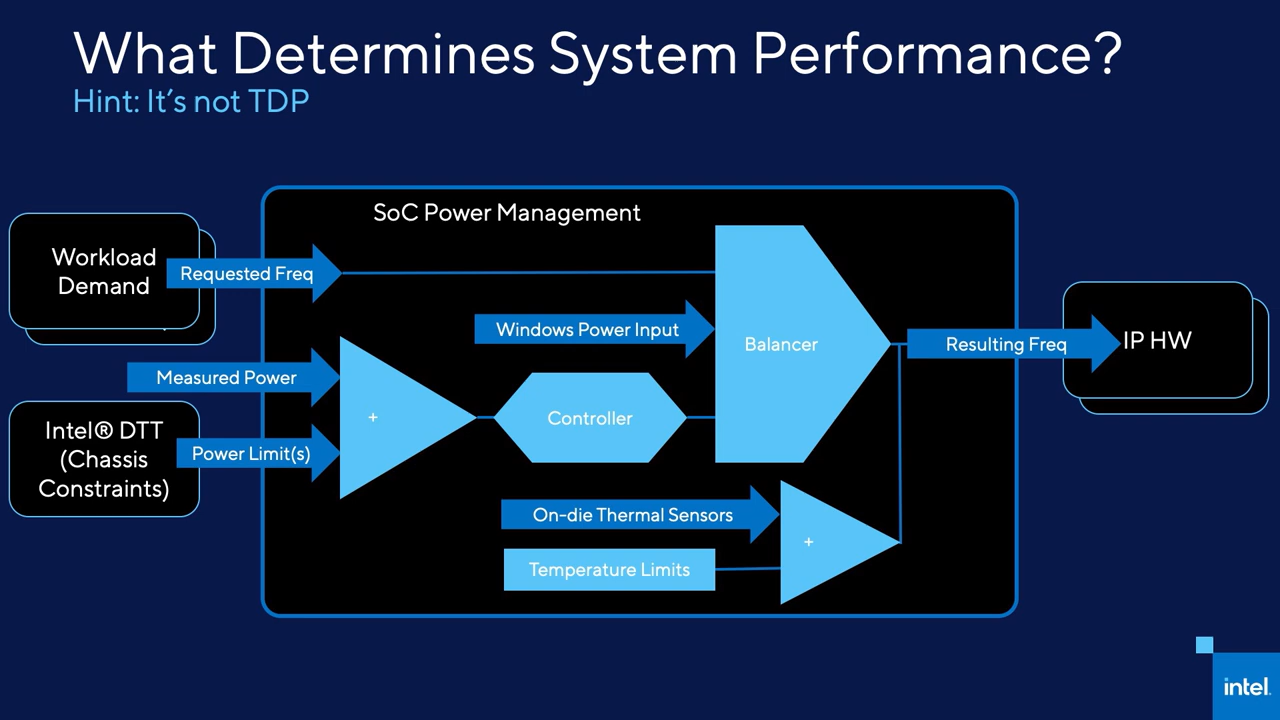 What Determines System Performance?
Hint: It's not TDP
SoC Power Management
Workload
Demand
Requested Freq
Windows Power Input
Balancer
Resulting Freq
IP HW
Measured Power
+
Controller
Intel® DTT
(Chassis
Constraints)
Power Limit(s)
On-die Thermal Sensors
+
Temperature Limits
intel.